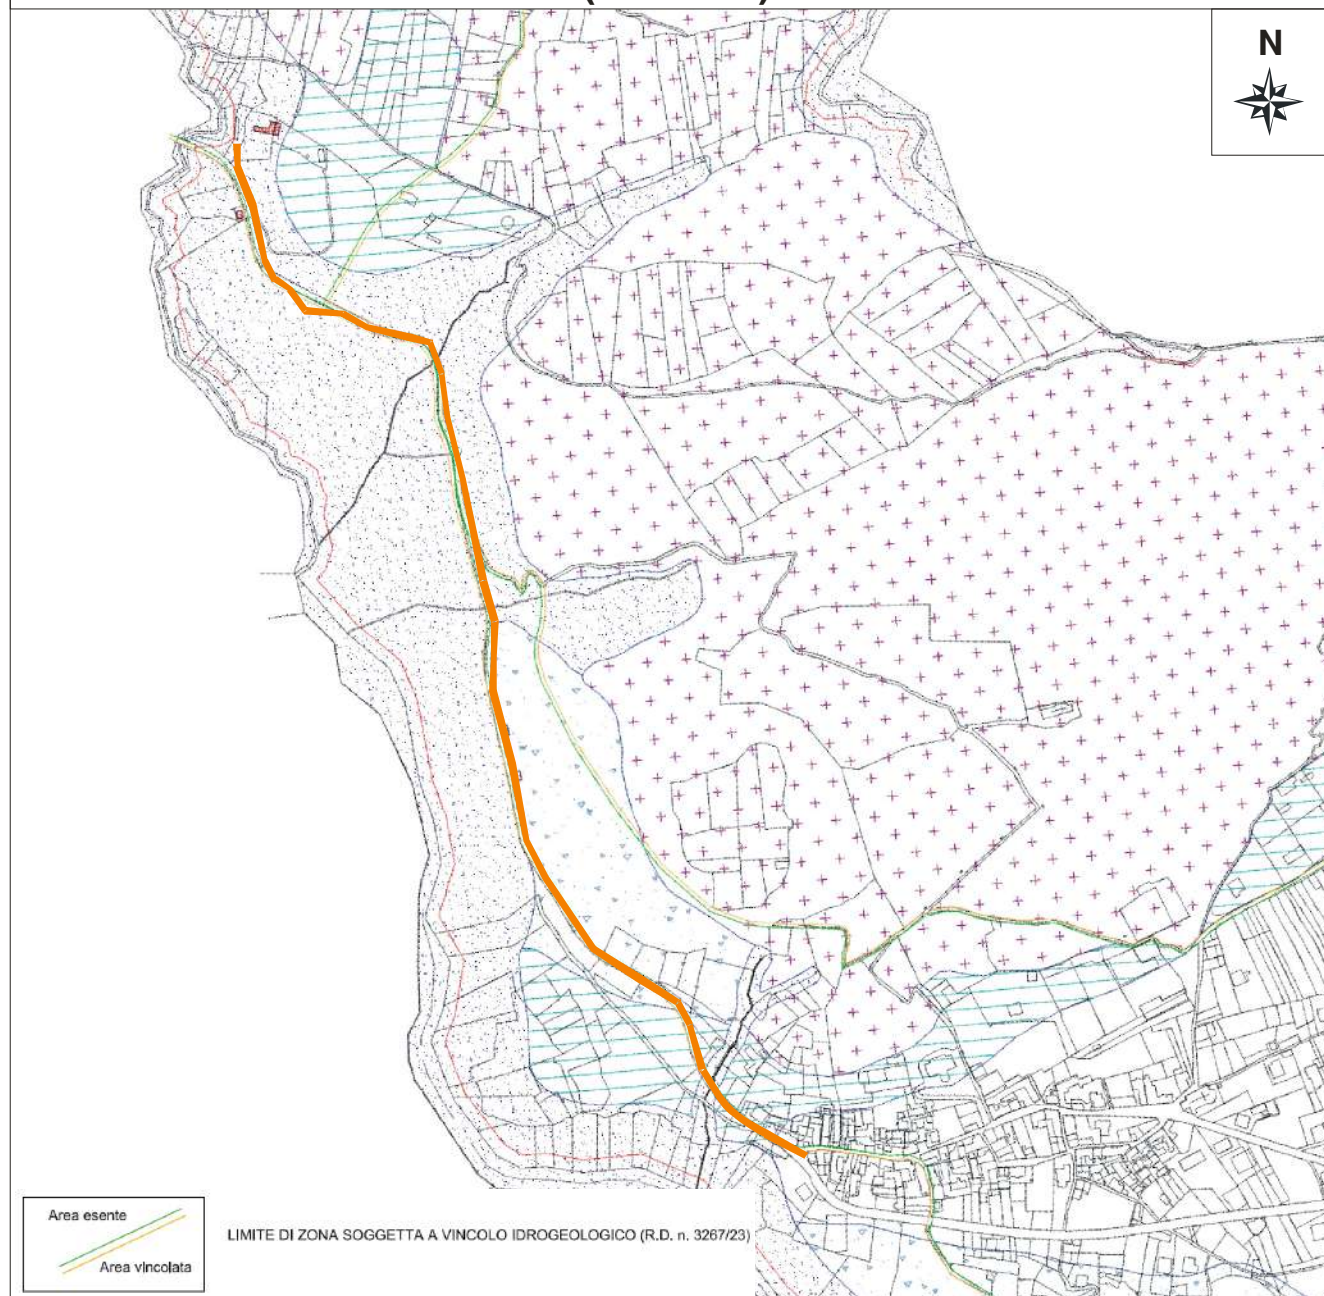 N
Area esente
Area vincolata
LIMITE DI ZONA SOGGETTA A VINCOLO IDROGEOLOGICO (R.D. n. 3267/23)